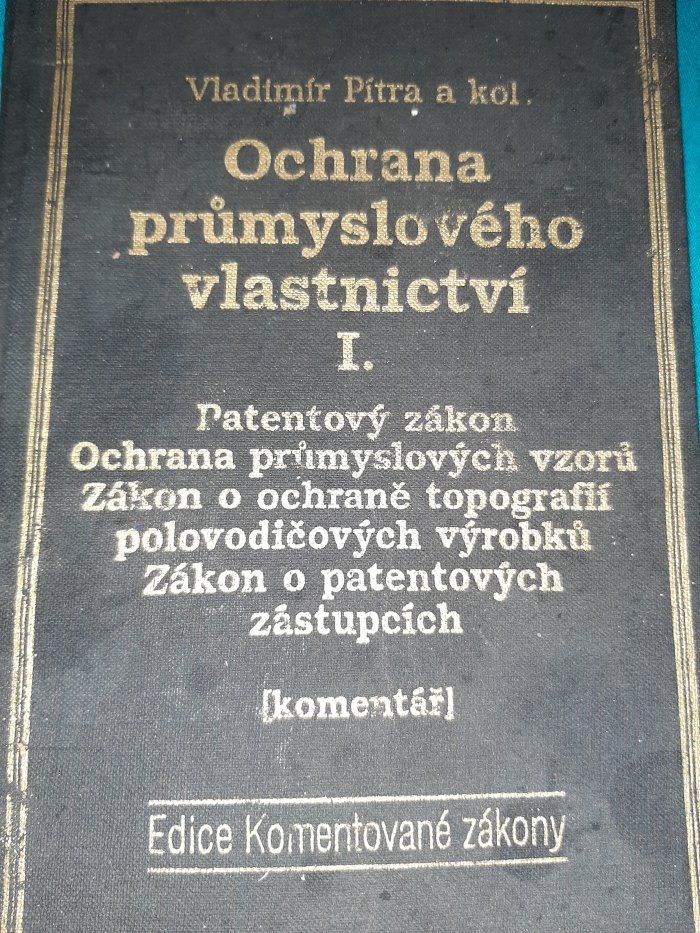 Vladimír Pítra a kol.
Ochrana
průmyslového
vlastnictví
I.
Patentový zákon
Ochrana průmyslových vzorů
Zákon o ochraně topografií
polovodičových výrobků
Zákon o patentových
zástupcích
[komentář]
Edice Komentované zákony